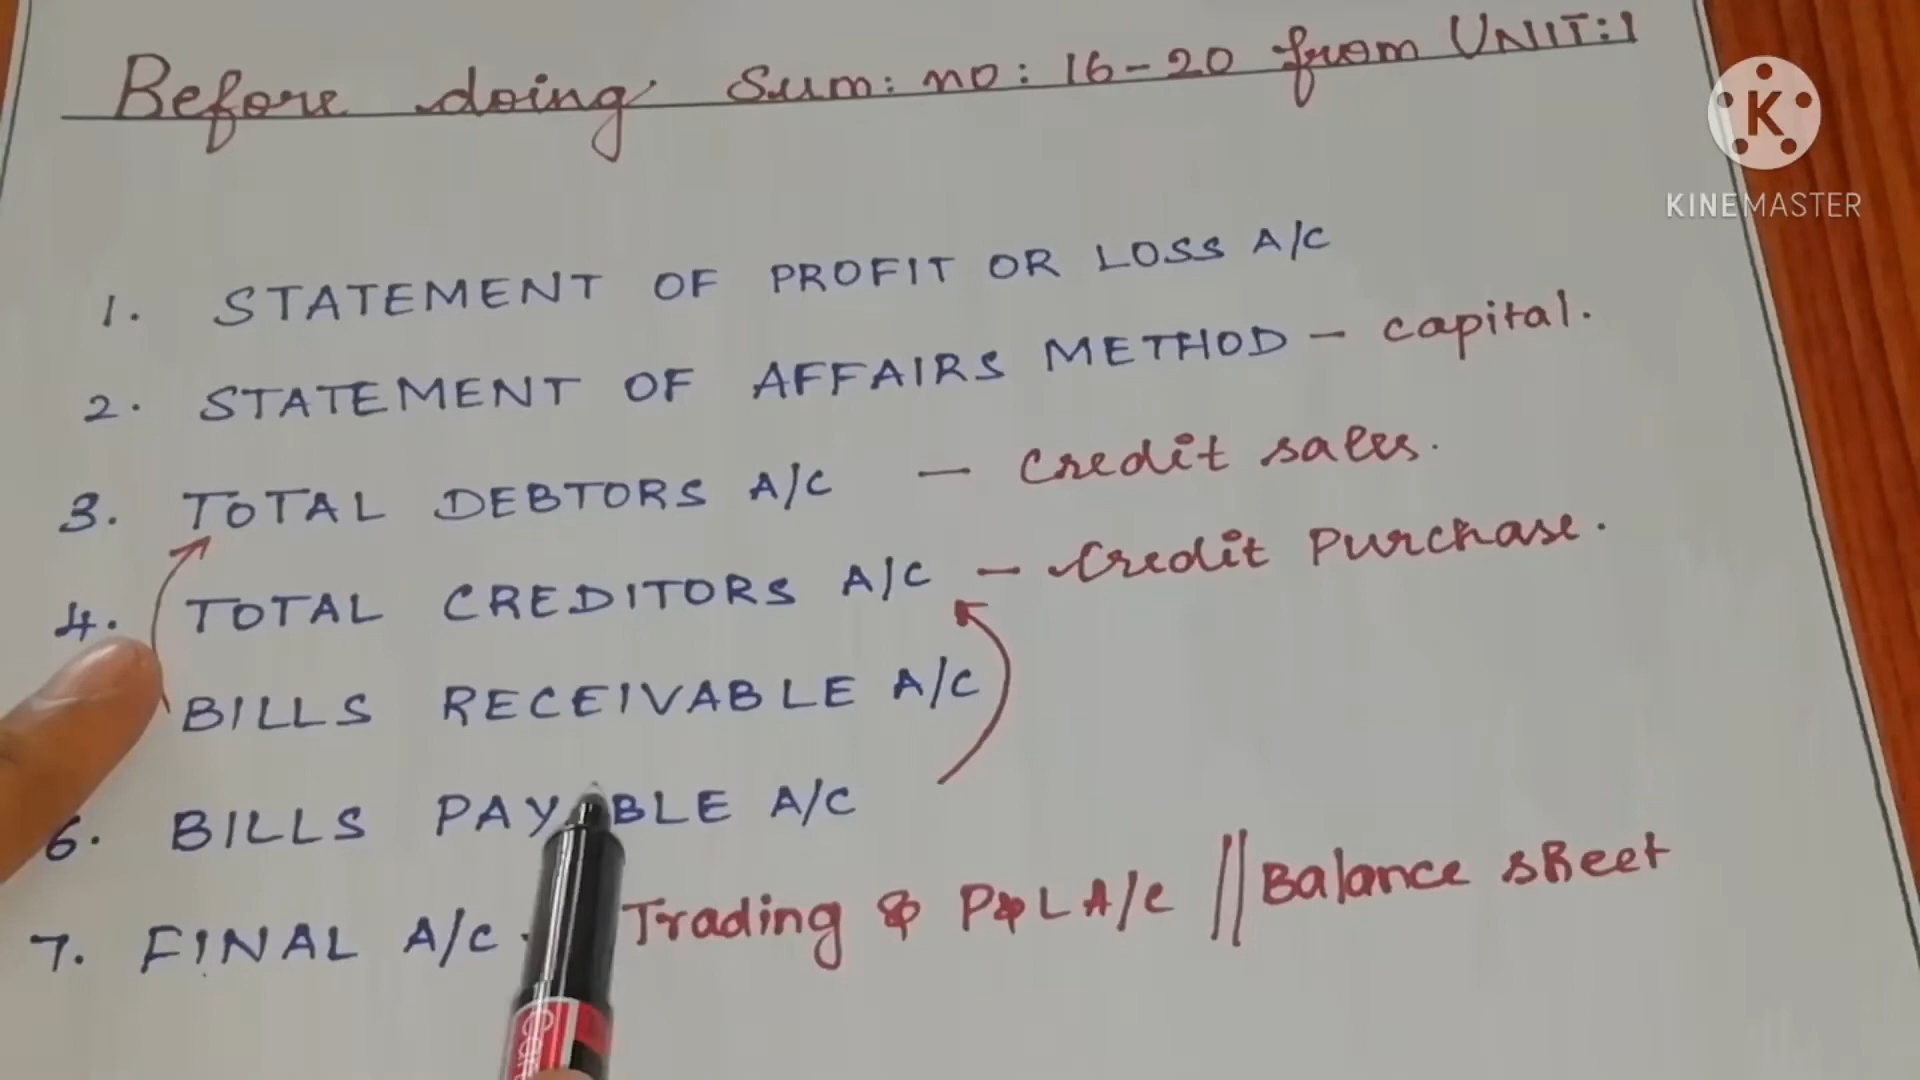 Before doing Sum: no: 16-20 from UNIT:1
K
KINEMASTER
1. STATEMENT OF PROFIT OR LOSS A/C
2. STATEMENT OF AFFAIRS METHOD - capital.
3. TOTAL DEBTORS A/C - Credit sales.
4. TOTAL CREDITORS A/C - Credit Purchase.
BILLS RECEIVABLE A/C
6. BILLS PAYABLE A/C
7. FINAL A/C. Trading & P&L A/c // Balance sheet